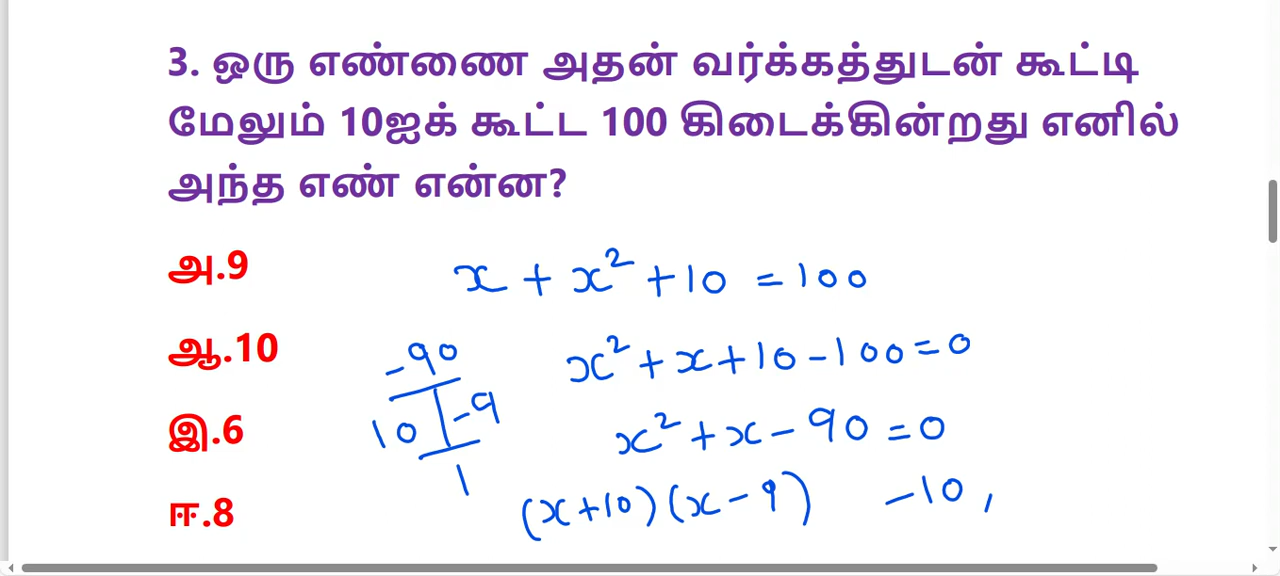 3. ஒரு எண்ணை அதன் வர்க்கத்துடன் கூட்டி
மேலும் 10ஐக் கூட்ட 100 கிடைக்கின்றது எனில்
அந்த எண் என்ன?
அ.9
x + x² + 10 = 100
ஆ.10
x² + x + 10 - 100 = 0
-90
10 | -9
1
இ.6
x² + x - 90 = 0
ஈ.8
(x+10)(x-9) -10,